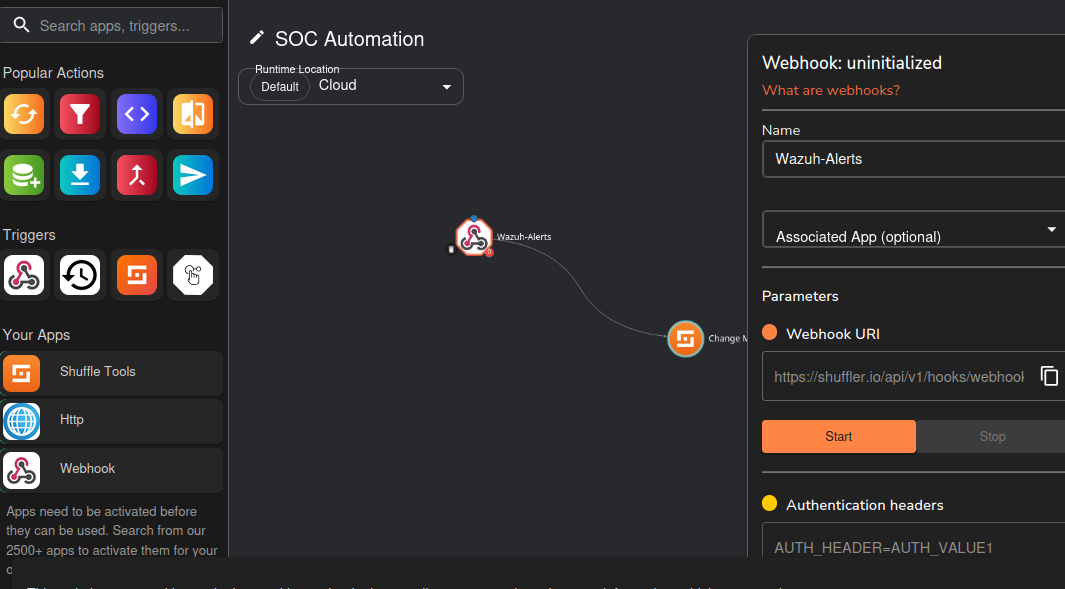 Search apps, triggers...
Popular Actions
Triggers
Your Apps
Shuffle Tools
Http
Webhook
Apps need to be activated before
they can be used. Search from our
2500+ apps to activate them for your
SOC Automation
Runtime Location
Default Cloud
Wazuh-Alerts
Change M
Webhook: uninitialized
What are webhooks?
Name
Wazuh-Alerts
Associated App (optional)
Parameters
Webhook URI
https://shuffler.io/api/v1/hooks/webhook
Start Stop
Authentication headers
AUTH_HEADER=AUTH_VALUE1